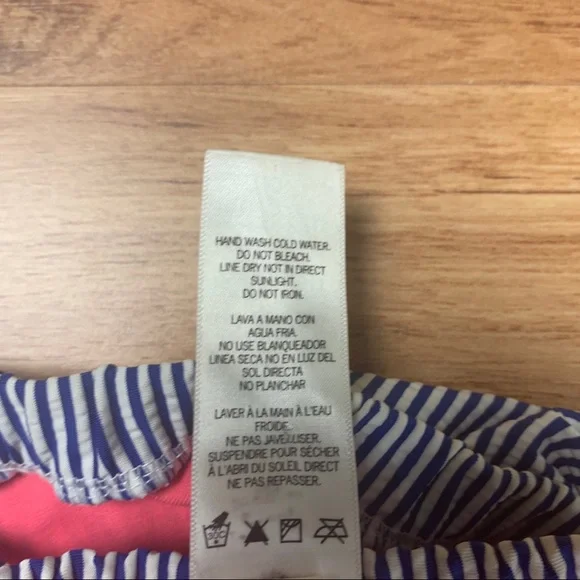 HAND WASH COLD WATER.
DO NOT BLEACH.
LINE DRY NOT IN DIRECT
SUNLIGHT.
DO NOT IRON.
LAVA A MANO CON
AGUA FRIA.
NO USE BLANQUEADOR
LINEA SECA NO EN LUZ DEL
SOL DIRECTA
NO PLANCHAR
LAVER À LA MAIN À L'EAU
FROIDE.
NE PAS JAVELLISER.
SUSPENDRE POUR SÉCHER
À L'ABRI DU SOLEIL DIRECT
NE PAS REPASSER.